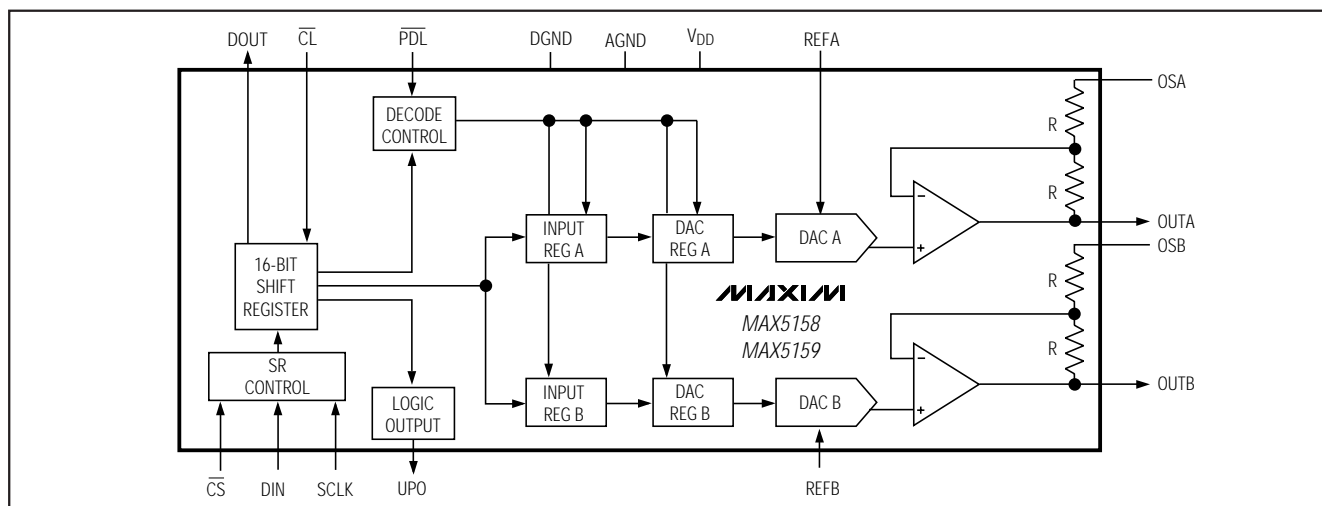 DOUT
CL
PDL
DGND
AGND
VDD
REFA
OSA
DECODE
CONTROL
R
R
INPUT
REG A
DAC
REG A
DAC A
−
+
OUTA
OSB
16-BIT
SHIFT
REGISTER
MAXIM
MAX5158
MAX5159
R
R
SR
CONTROL
LOGIC
OUTPUT
INPUT
REG B
DAC
REG B
DAC B
−
+
OUTB
CS
DIN
SCLK
UPO
REFB